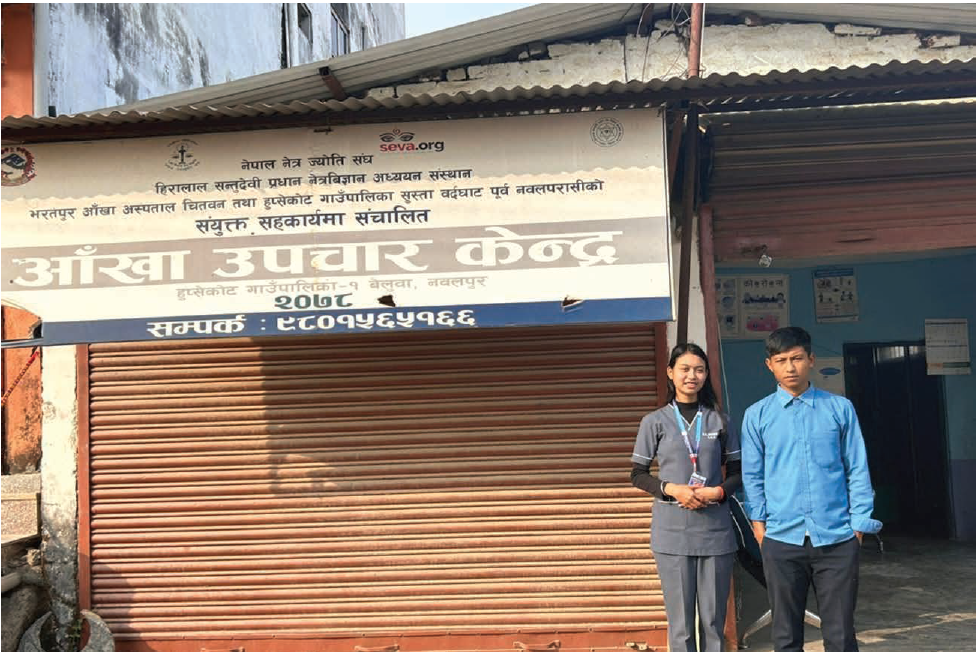 seva.org
नेपाल नेत्र ज्योति संघ
हिरालाल सन्तुदेवी प्रधान नेत्रबिज्ञान अध्ययन संस्थान
भरतपुर आँखा अस्पताल चितवन तथा हुप्सेकोट गाउँपालिका सुस्ता वर्दघाट पूर्व नवलपरासीको
संयुक्त सहकार्यमा संचालित
आँखा उपचार केन्द्र
हुप्सेकोट गाउँपालिका-१ बेलुवा, नवलपुर
२०७८
सम्पर्क : ९८०१५६५१६६